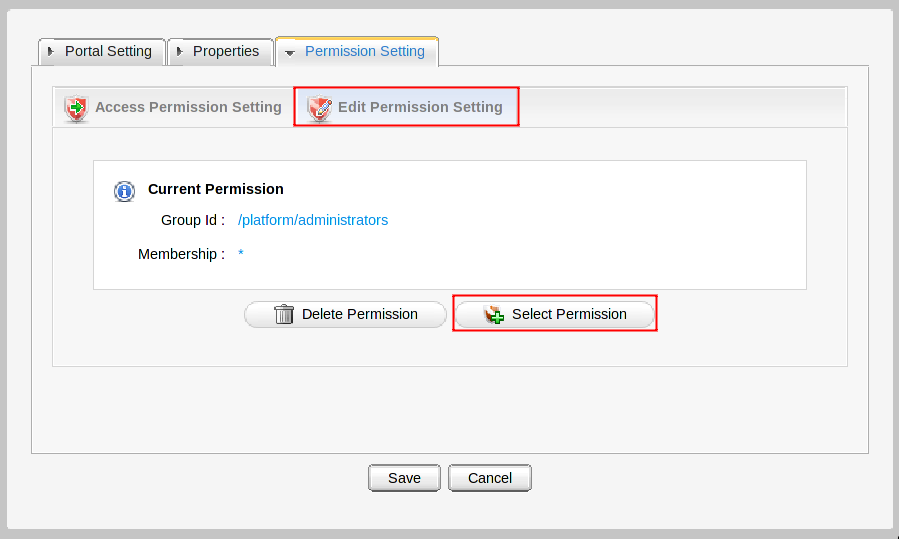 Portal Setting Properties Permission Setting
Access Permission Setting Edit Permission Setting
Current Permission
Group Id : /platform/administrators
Membership : *
Delete Permission Select Permission
Save Cancel